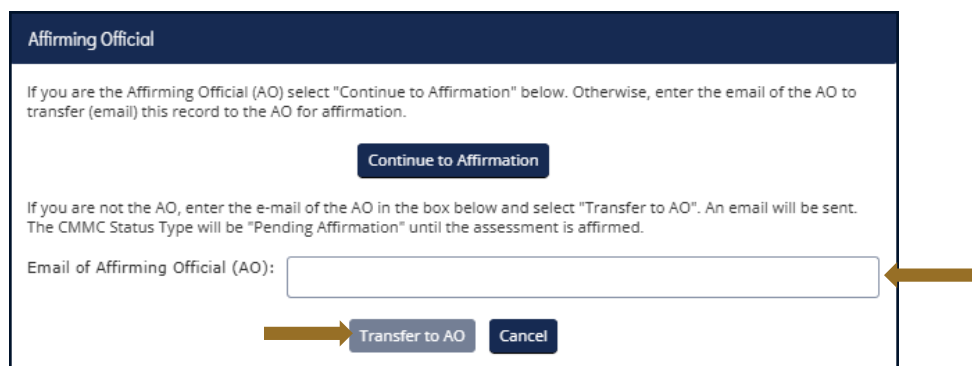 Affirming Official
If you are the Affirming Official (AO) select "Continue to Affirmation" below. Otherwise, enter the email of the AO to
transfer (email) this record to the AO for affirmation.
Continue to Affirmation
If you are not the AO, enter the e-mail of the AO in the box below and select "Transfer to AO". An email will be sent.
The CMMC Status Type will be "Pending Affirmation" until the assessment is affirmed.
Email of Affirming Official (AO):
Transfer to AO Cancel